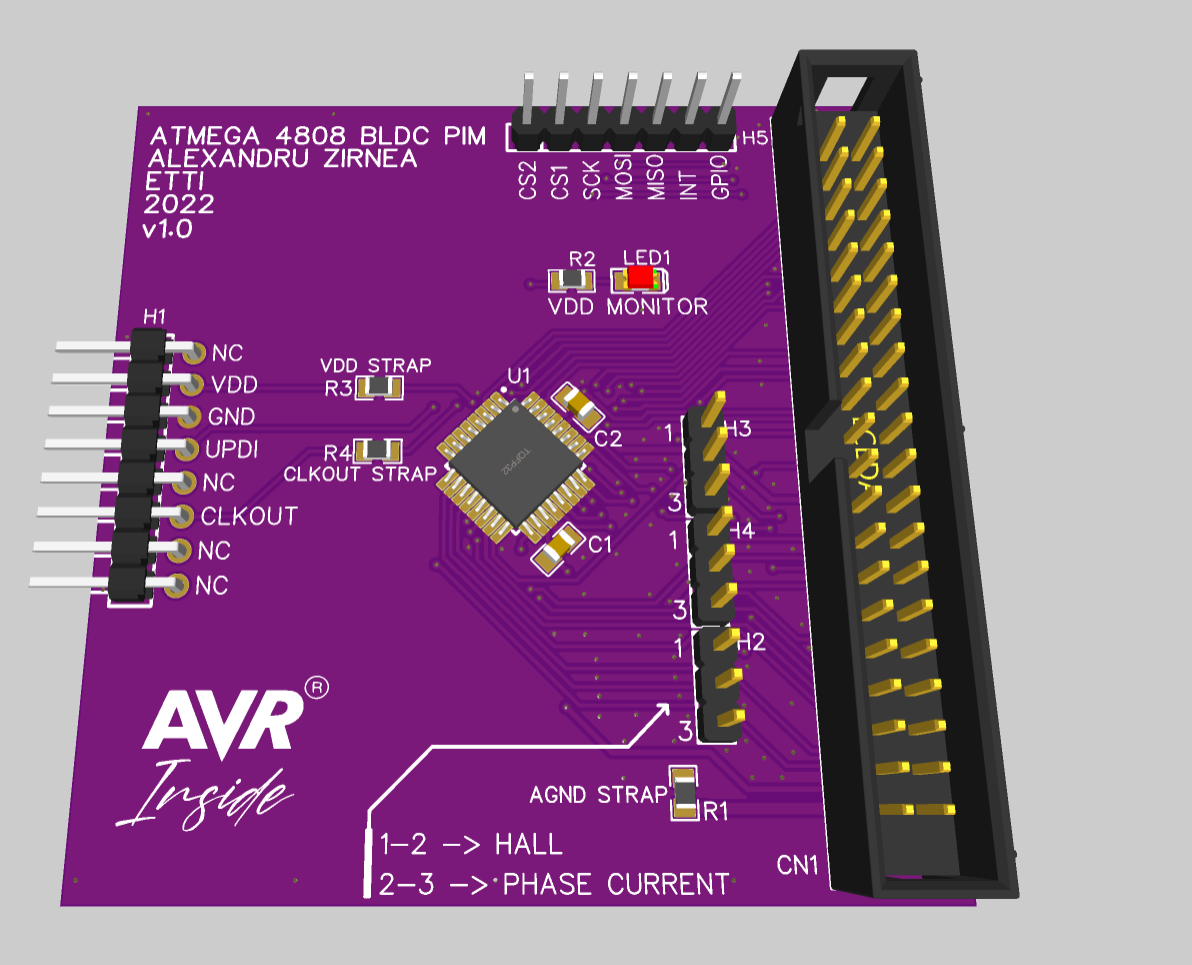 ATMEGA 4808 BLDC PIM
ALEXANDRU ZIRNEA
ETTI
2022
v1.0
H5
CS2
CS1
SCK
MOSI
MISO
INT
GPIO
R2
LED1
VDD MONITOR
H1
NC
VDD
GND
UPDI
NC
CLKOUT
NC
NC
VDD STRAP
R3
R4
CLKOUT STRAP
U1
TQFP32
C2
C1
1
H3
3
1
H4
3
1
H2
3
AVR®
Inside
AGND STRAP
R1
1-2 -> HALL
2-3 -> PHASE CURRENT
CN1